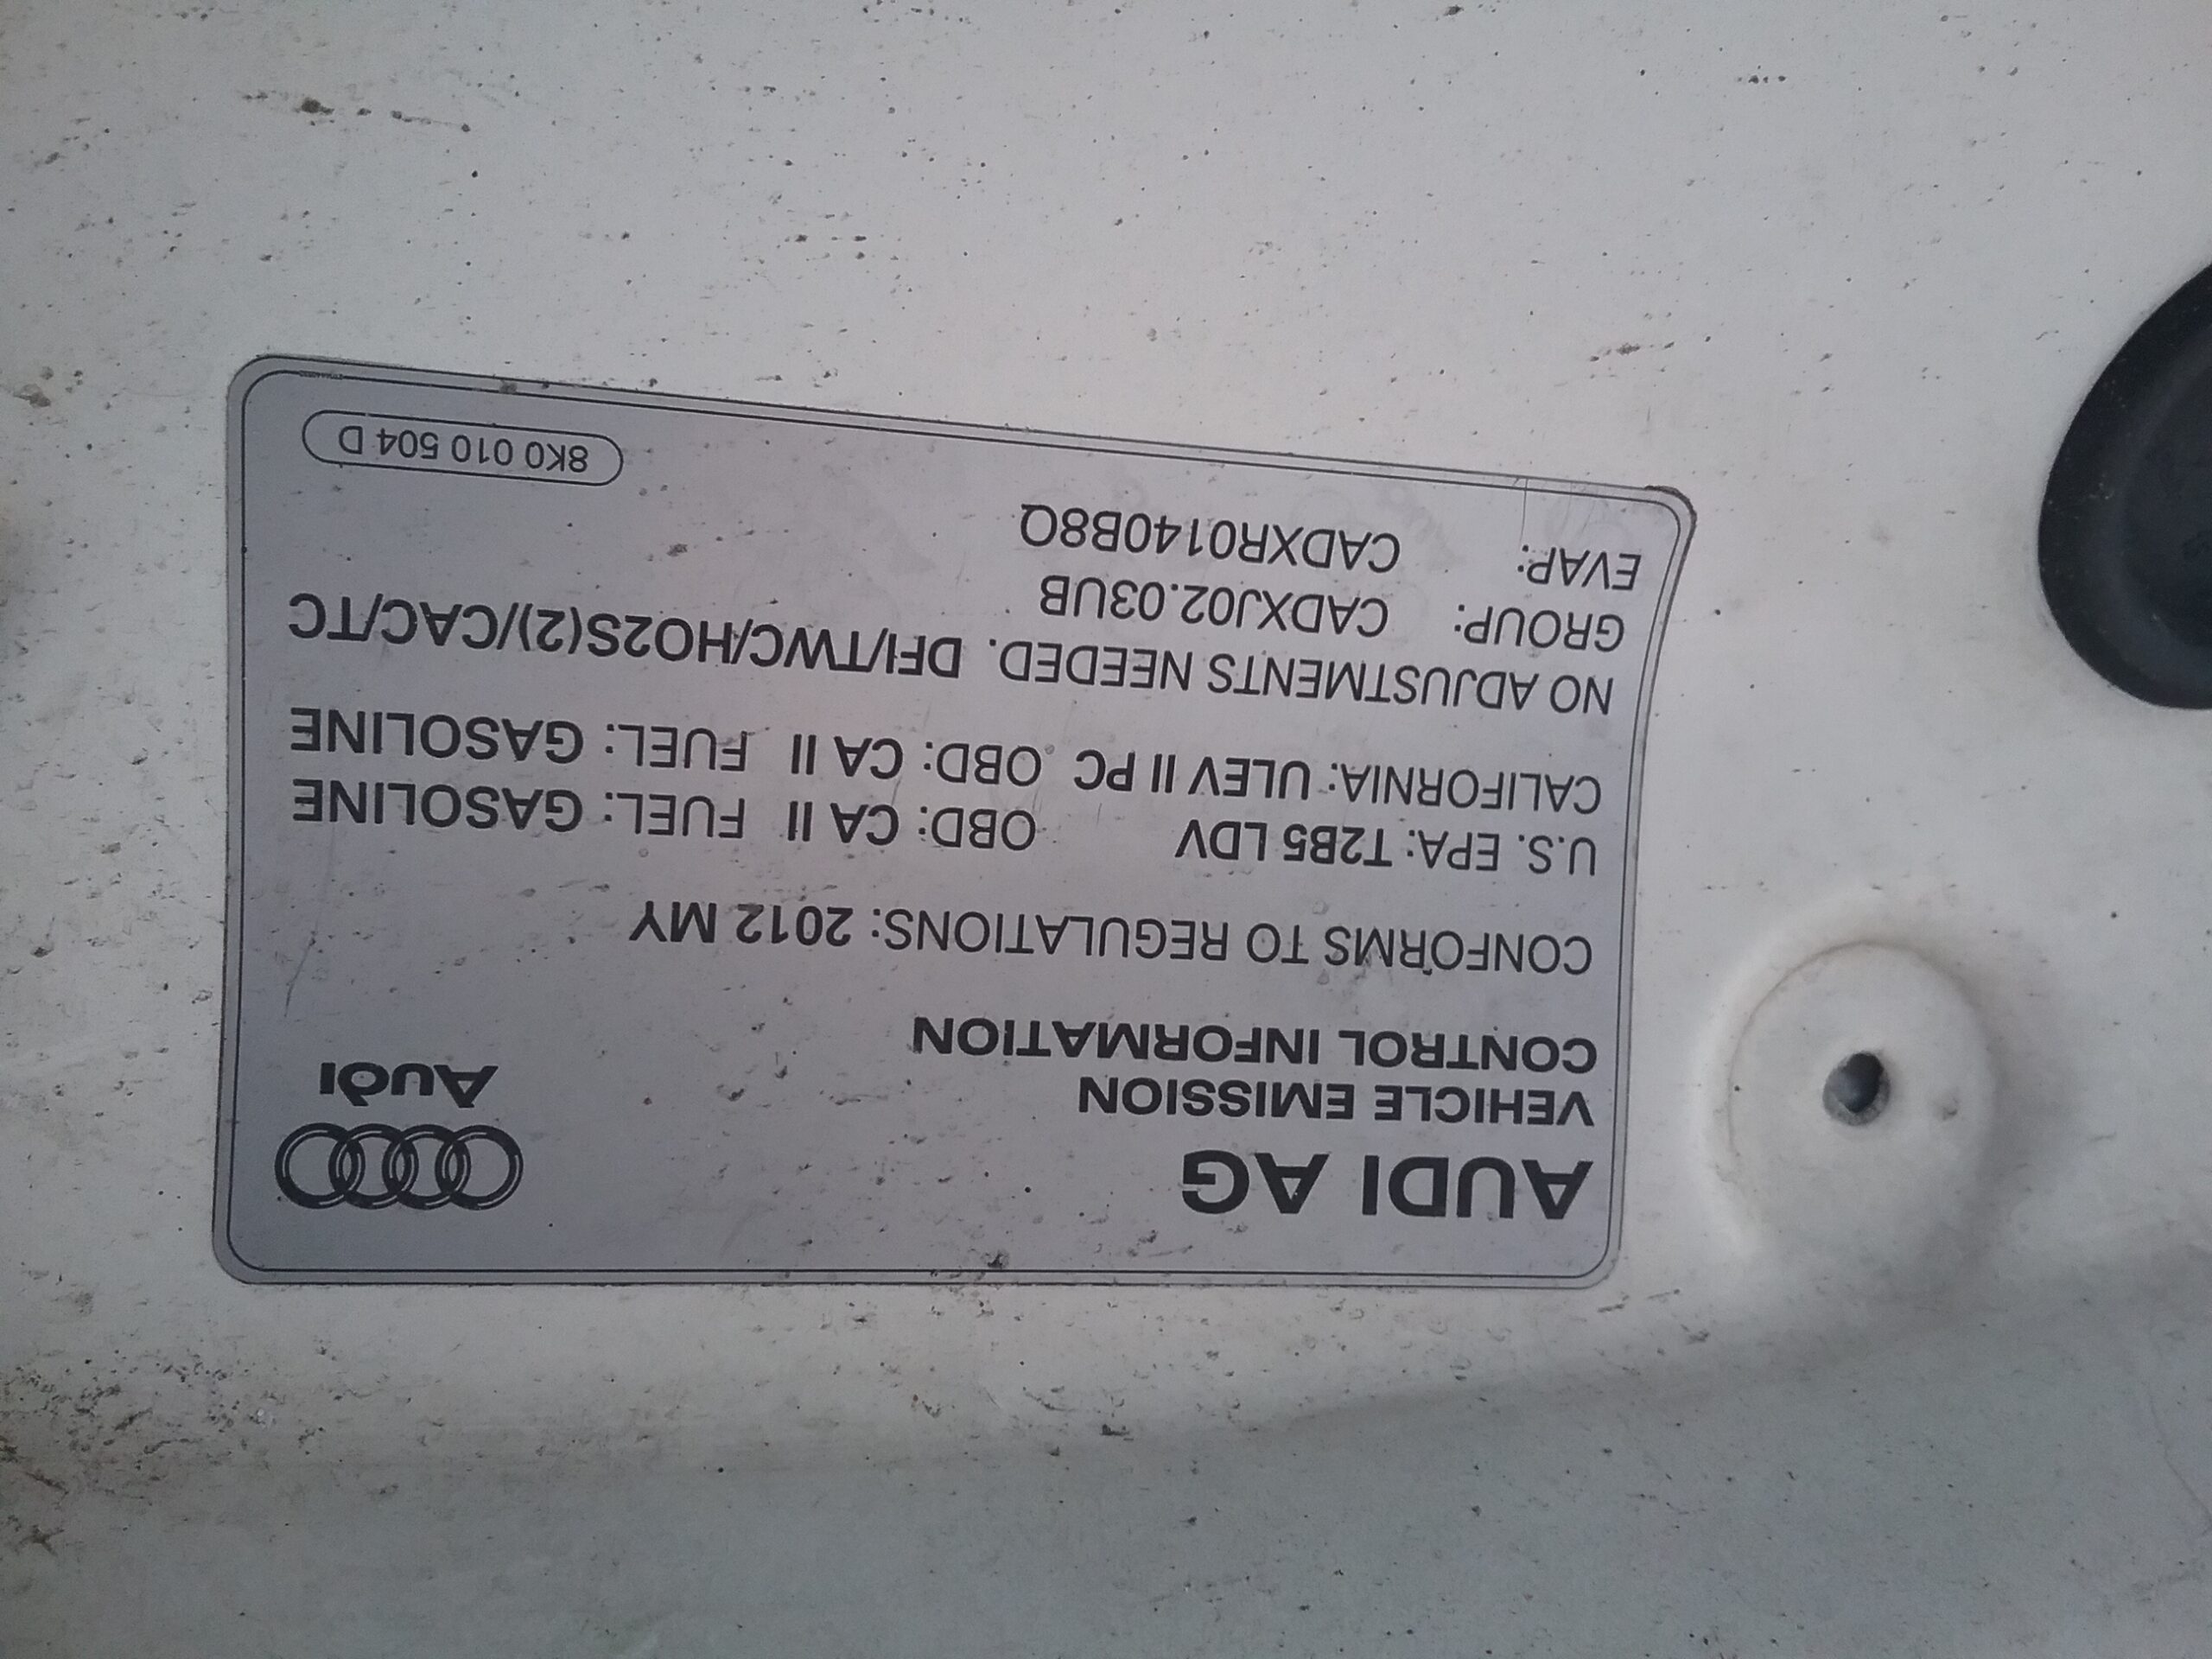 AUDI AG
Audi
VEHICLE EMISSION
CONTROL INFORMATION
CONFORMS TO REGULATIONS: 2012 MY
U.S. EPA: T2B5 LDV OBD: CA II FUEL: GASOLINE
CALIFORNIA: ULEV II PC OBD: CA II FUEL: GASOLINE
NO ADJUSTMENTS NEEDED. DFI/TWC/HO2S(2)/CAC/TC
GROUP: CADXJ02.03UB
EVAP: CADXR0140B8Q
8K0 010 504 D